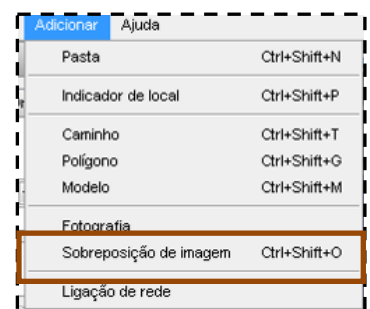 Adicionar Ajuda
Pasta Ctrl+Shift+N
Indicador de local Ctrl+Shift+P
Caminho Ctrl+Shift+T
Polígono Ctrl+Shift+G
Modelo Ctrl+Shift+M
Fotografia
Sobreposição de imagem Ctrl+Shift+O
Ligação de rede